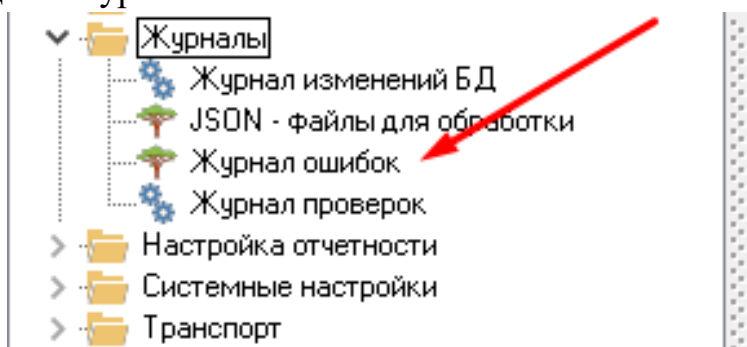 Журналы
Журнал изменений БД
JSON - файлы для обработки
Журнал ошибок
Журнал проверок
Настройка отчетности
Системные настройки
Транспорт